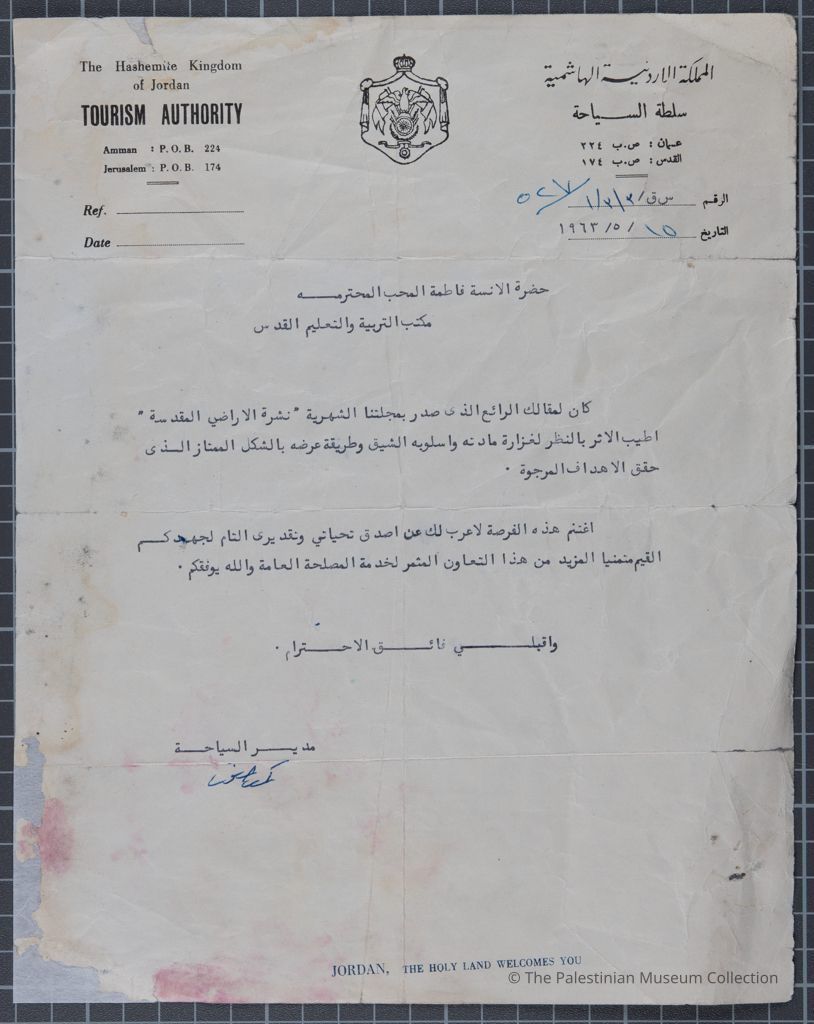 The Hashemite Kingdom
of Jordan
TOURISM AUTHORITY
Amman : P. O. B. 224
Jerusalem : P. O. B. 174
Ref.
Date
المملكة الاردنية الهاشمية
سلطة السياحة
عمان : ص.ب ٢٢٤
القدس : ص.ب ١٧٤
الرقم س ق/٣/٣/١/٥٢٧
التاريخ ١٥ /٥/ ١٩٦٣
حضرة الانسة فاطمة المحب المحترمه
مكتب التربية والتعليم القدس
كان لمقالك الرائع الذى صدر بمجلتنا الشهرية " نشرة الاراضي المقدسة "
اطيب الاثر بالنظر لغزارة مادته واسلوبه الشيق وطريقة عرضه بالشكل الممتاز الذى
حقق الاهداف المرجوة .
اغتنم هذه الفرصة لاعرب لك عن اصدق تحياتي وتقديرى التام لجهدكم
القيم متمنيا المزيد من هذا التعاون المثمر لخدمة المصلحة العامة والله يوفقكم .
واقبلي فائق الاحترام .
مدير السياحة
JORDAN, THE HOLY LAND WELCOMES YOU
© The Palestinian Museum Collection